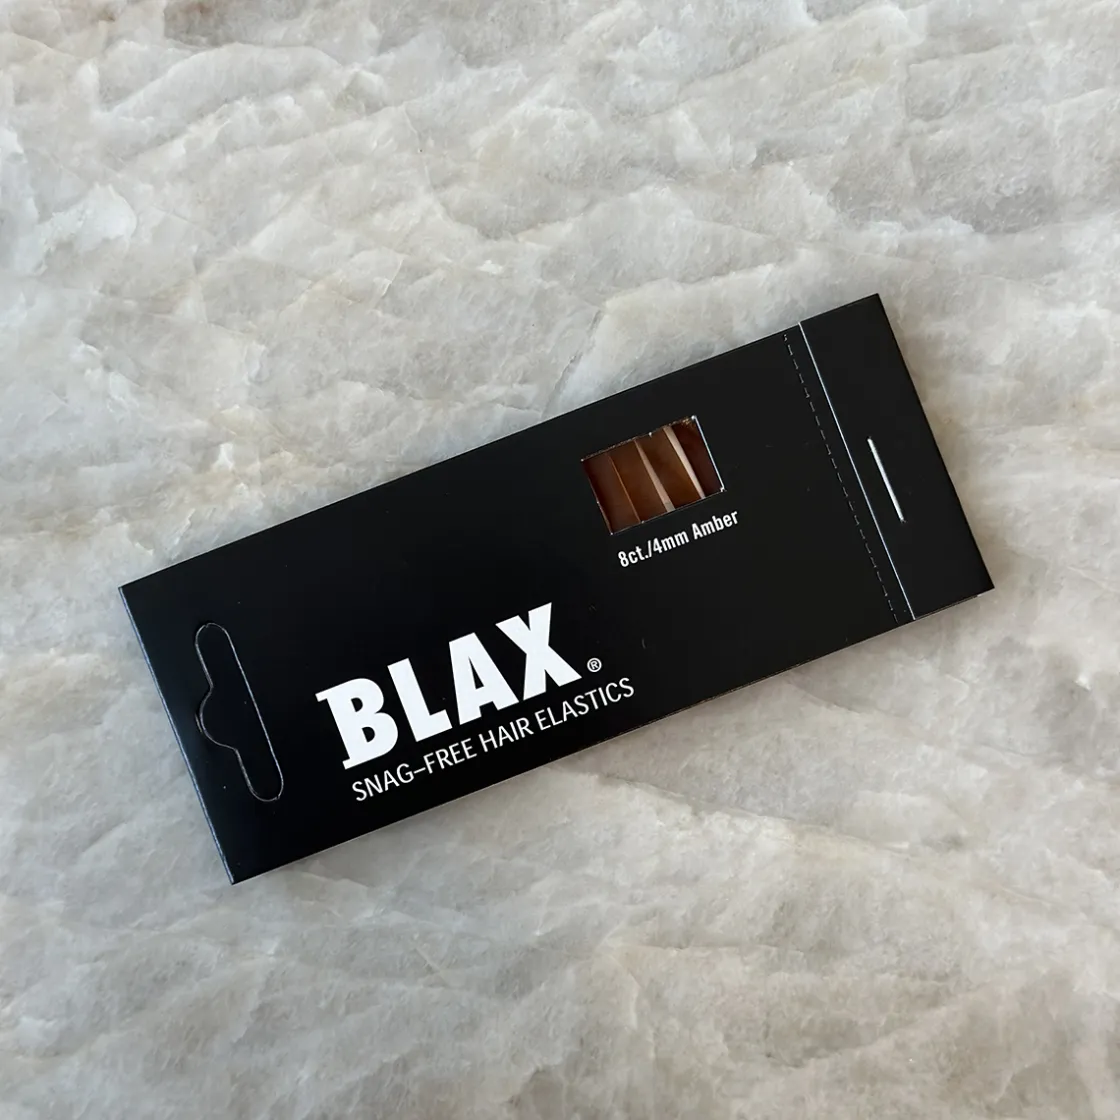 8ct./4mm Amber
BLAX®
SNAG–FREE HAIR ELASTICS